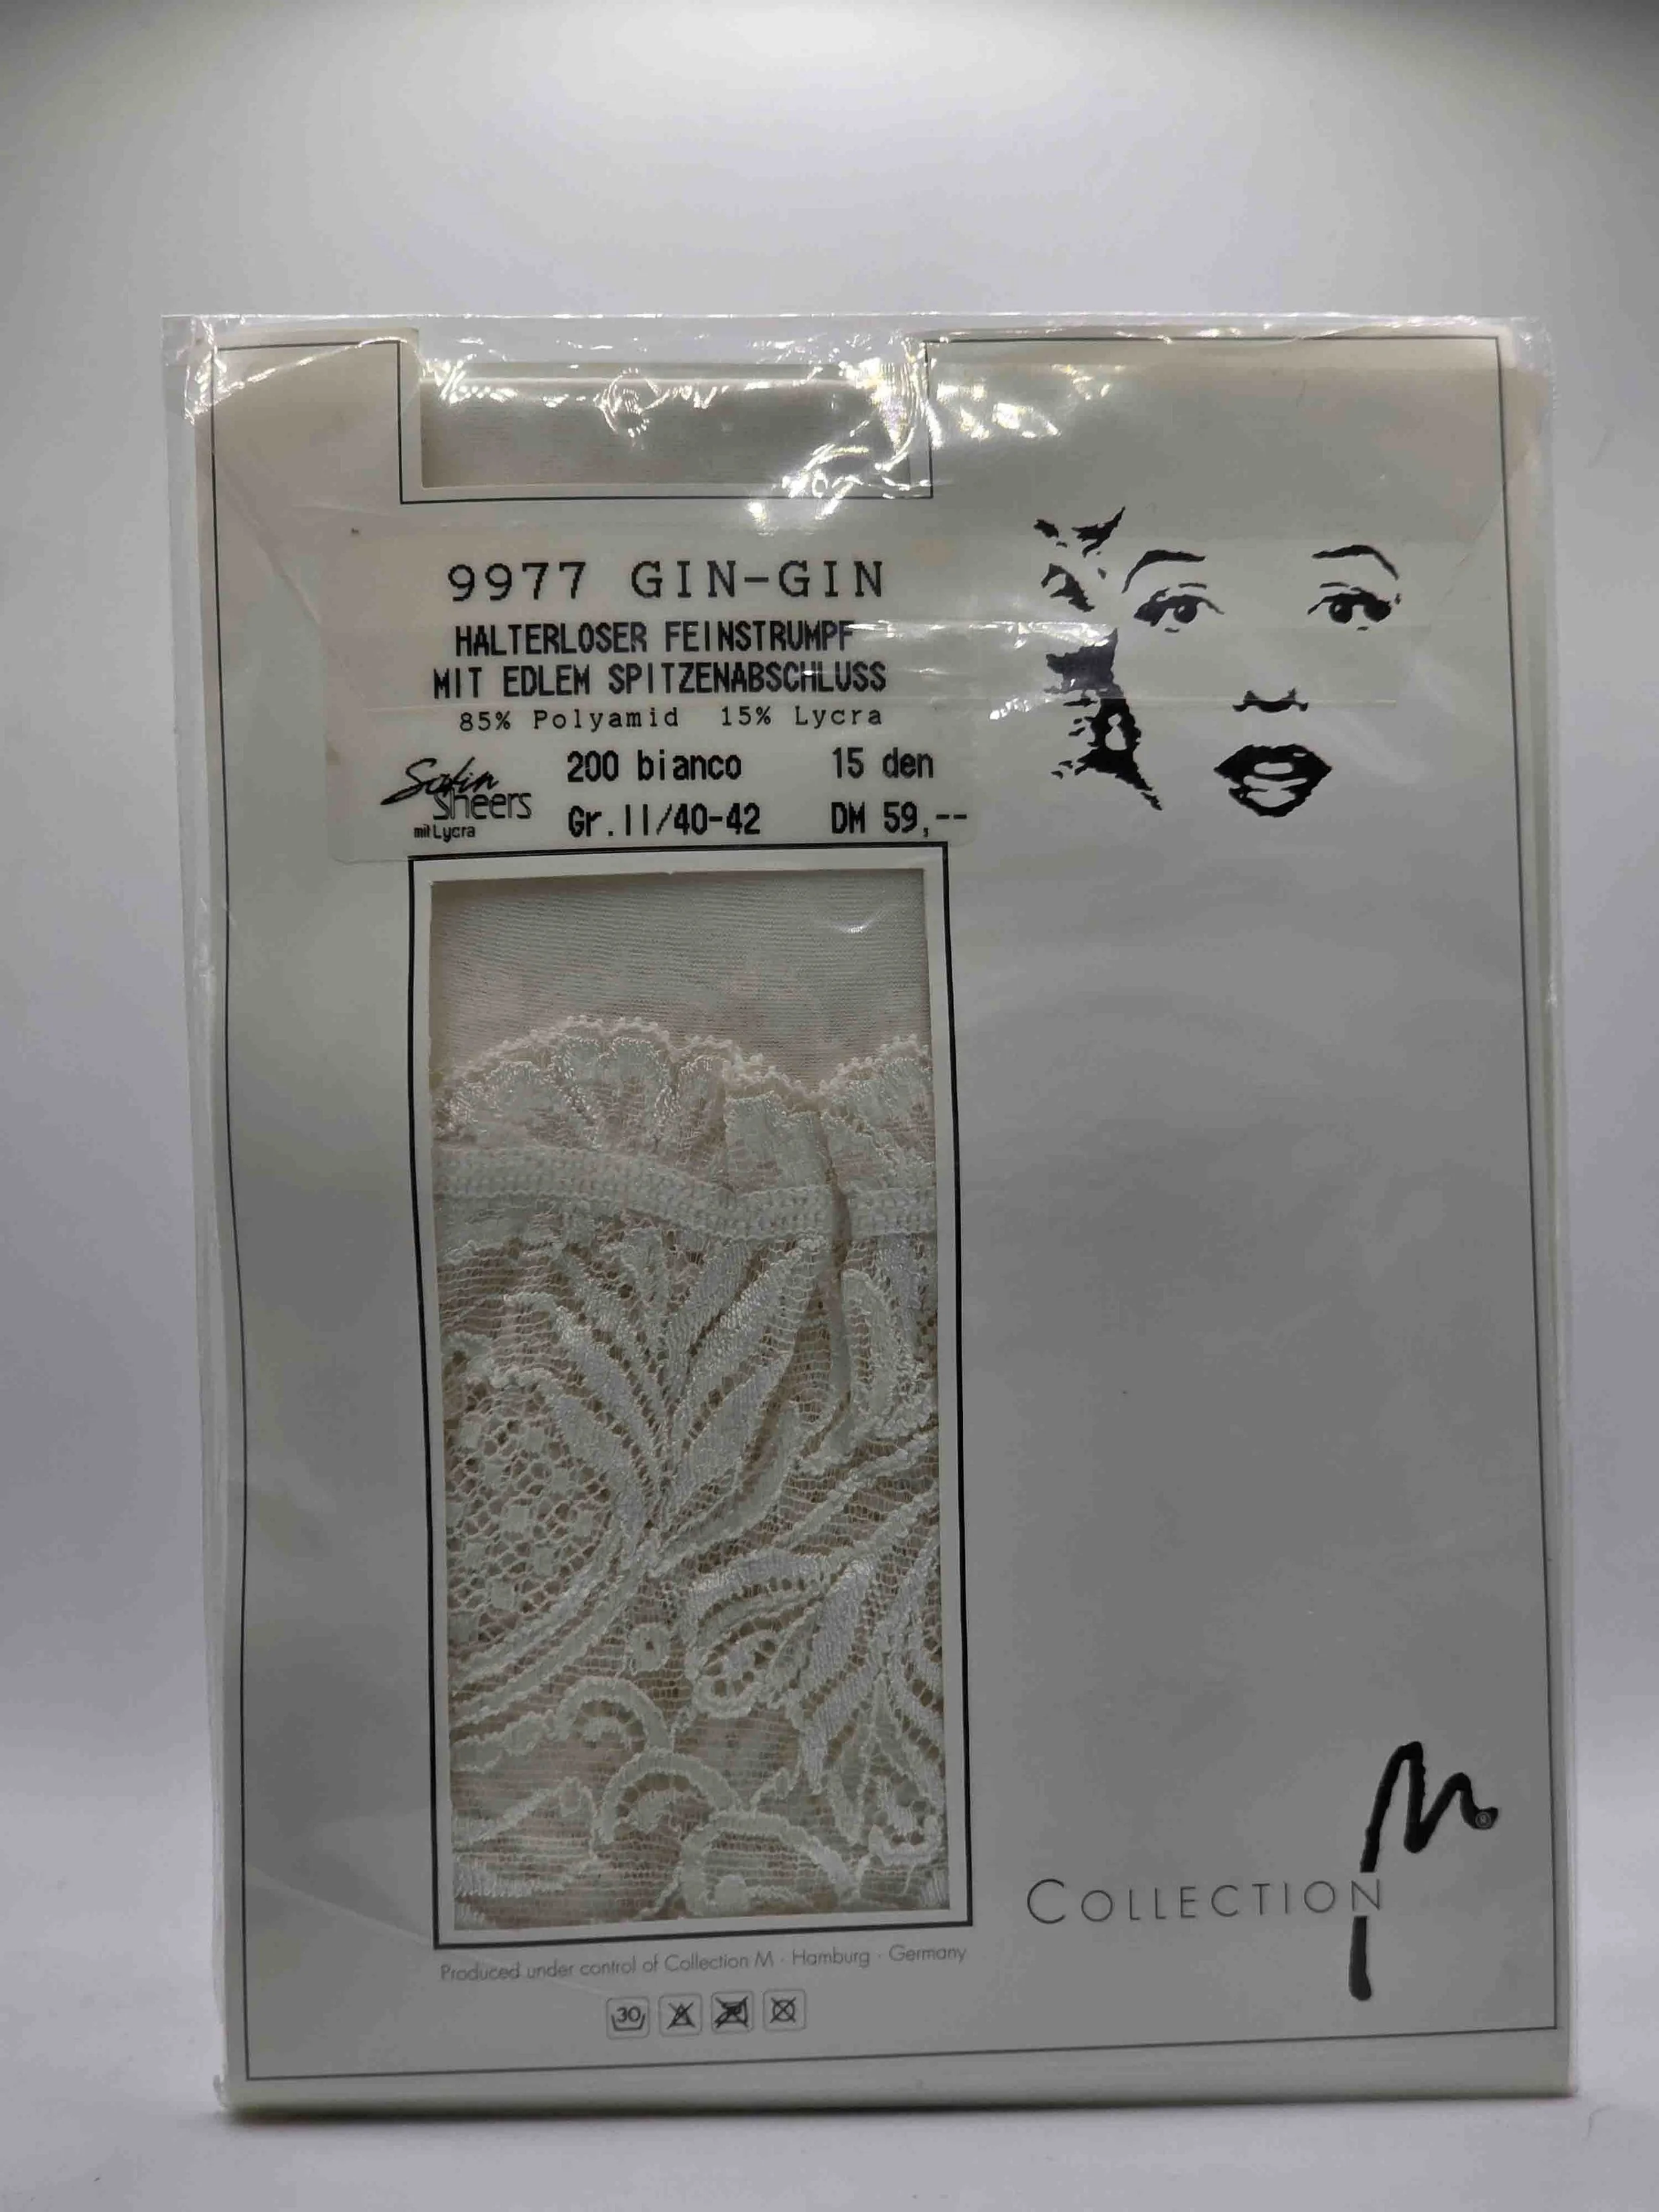 9977 GIN-GIN
HALTERLOSER FEINSTRUMPF
MIT EDLEM SPITZENABSCHLUSS
85% Polyamid 15% Lycra
Satin
sheers
mit Lycra
200 bianco 15 den
Gr.II/40-42 DM 59,--
M
®
COLLECTION
Produced under control of Collection M · Hamburg · Germany
30